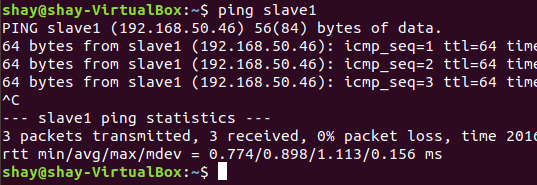 shay@shay-VirtualBox:~$ ping slave1
PING slave1 (192.168.50.46) 56(84) bytes of data.
64 bytes from slave1 (192.168.50.46): icmp_seq=1 ttl=64 time
64 bytes from slave1 (192.168.50.46): icmp_seq=2 ttl=64 time
64 bytes from slave1 (192.168.50.46): icmp_seq=3 ttl=64 time
^C
--- slave1 ping statistics ---
3 packets transmitted, 3 received, 0% packet loss, time 2016
rtt min/avg/max/mdev = 0.774/0.898/1.113/0.156 ms
shay@shay-VirtualBox:~$